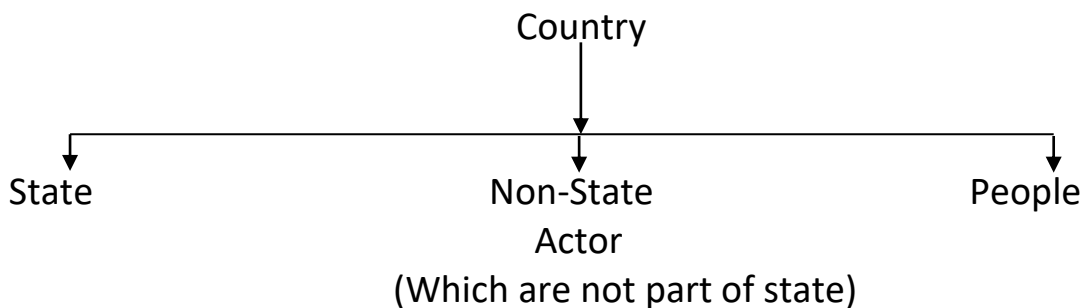 Country
State Non-State People
Actor
(Which are not part of state)